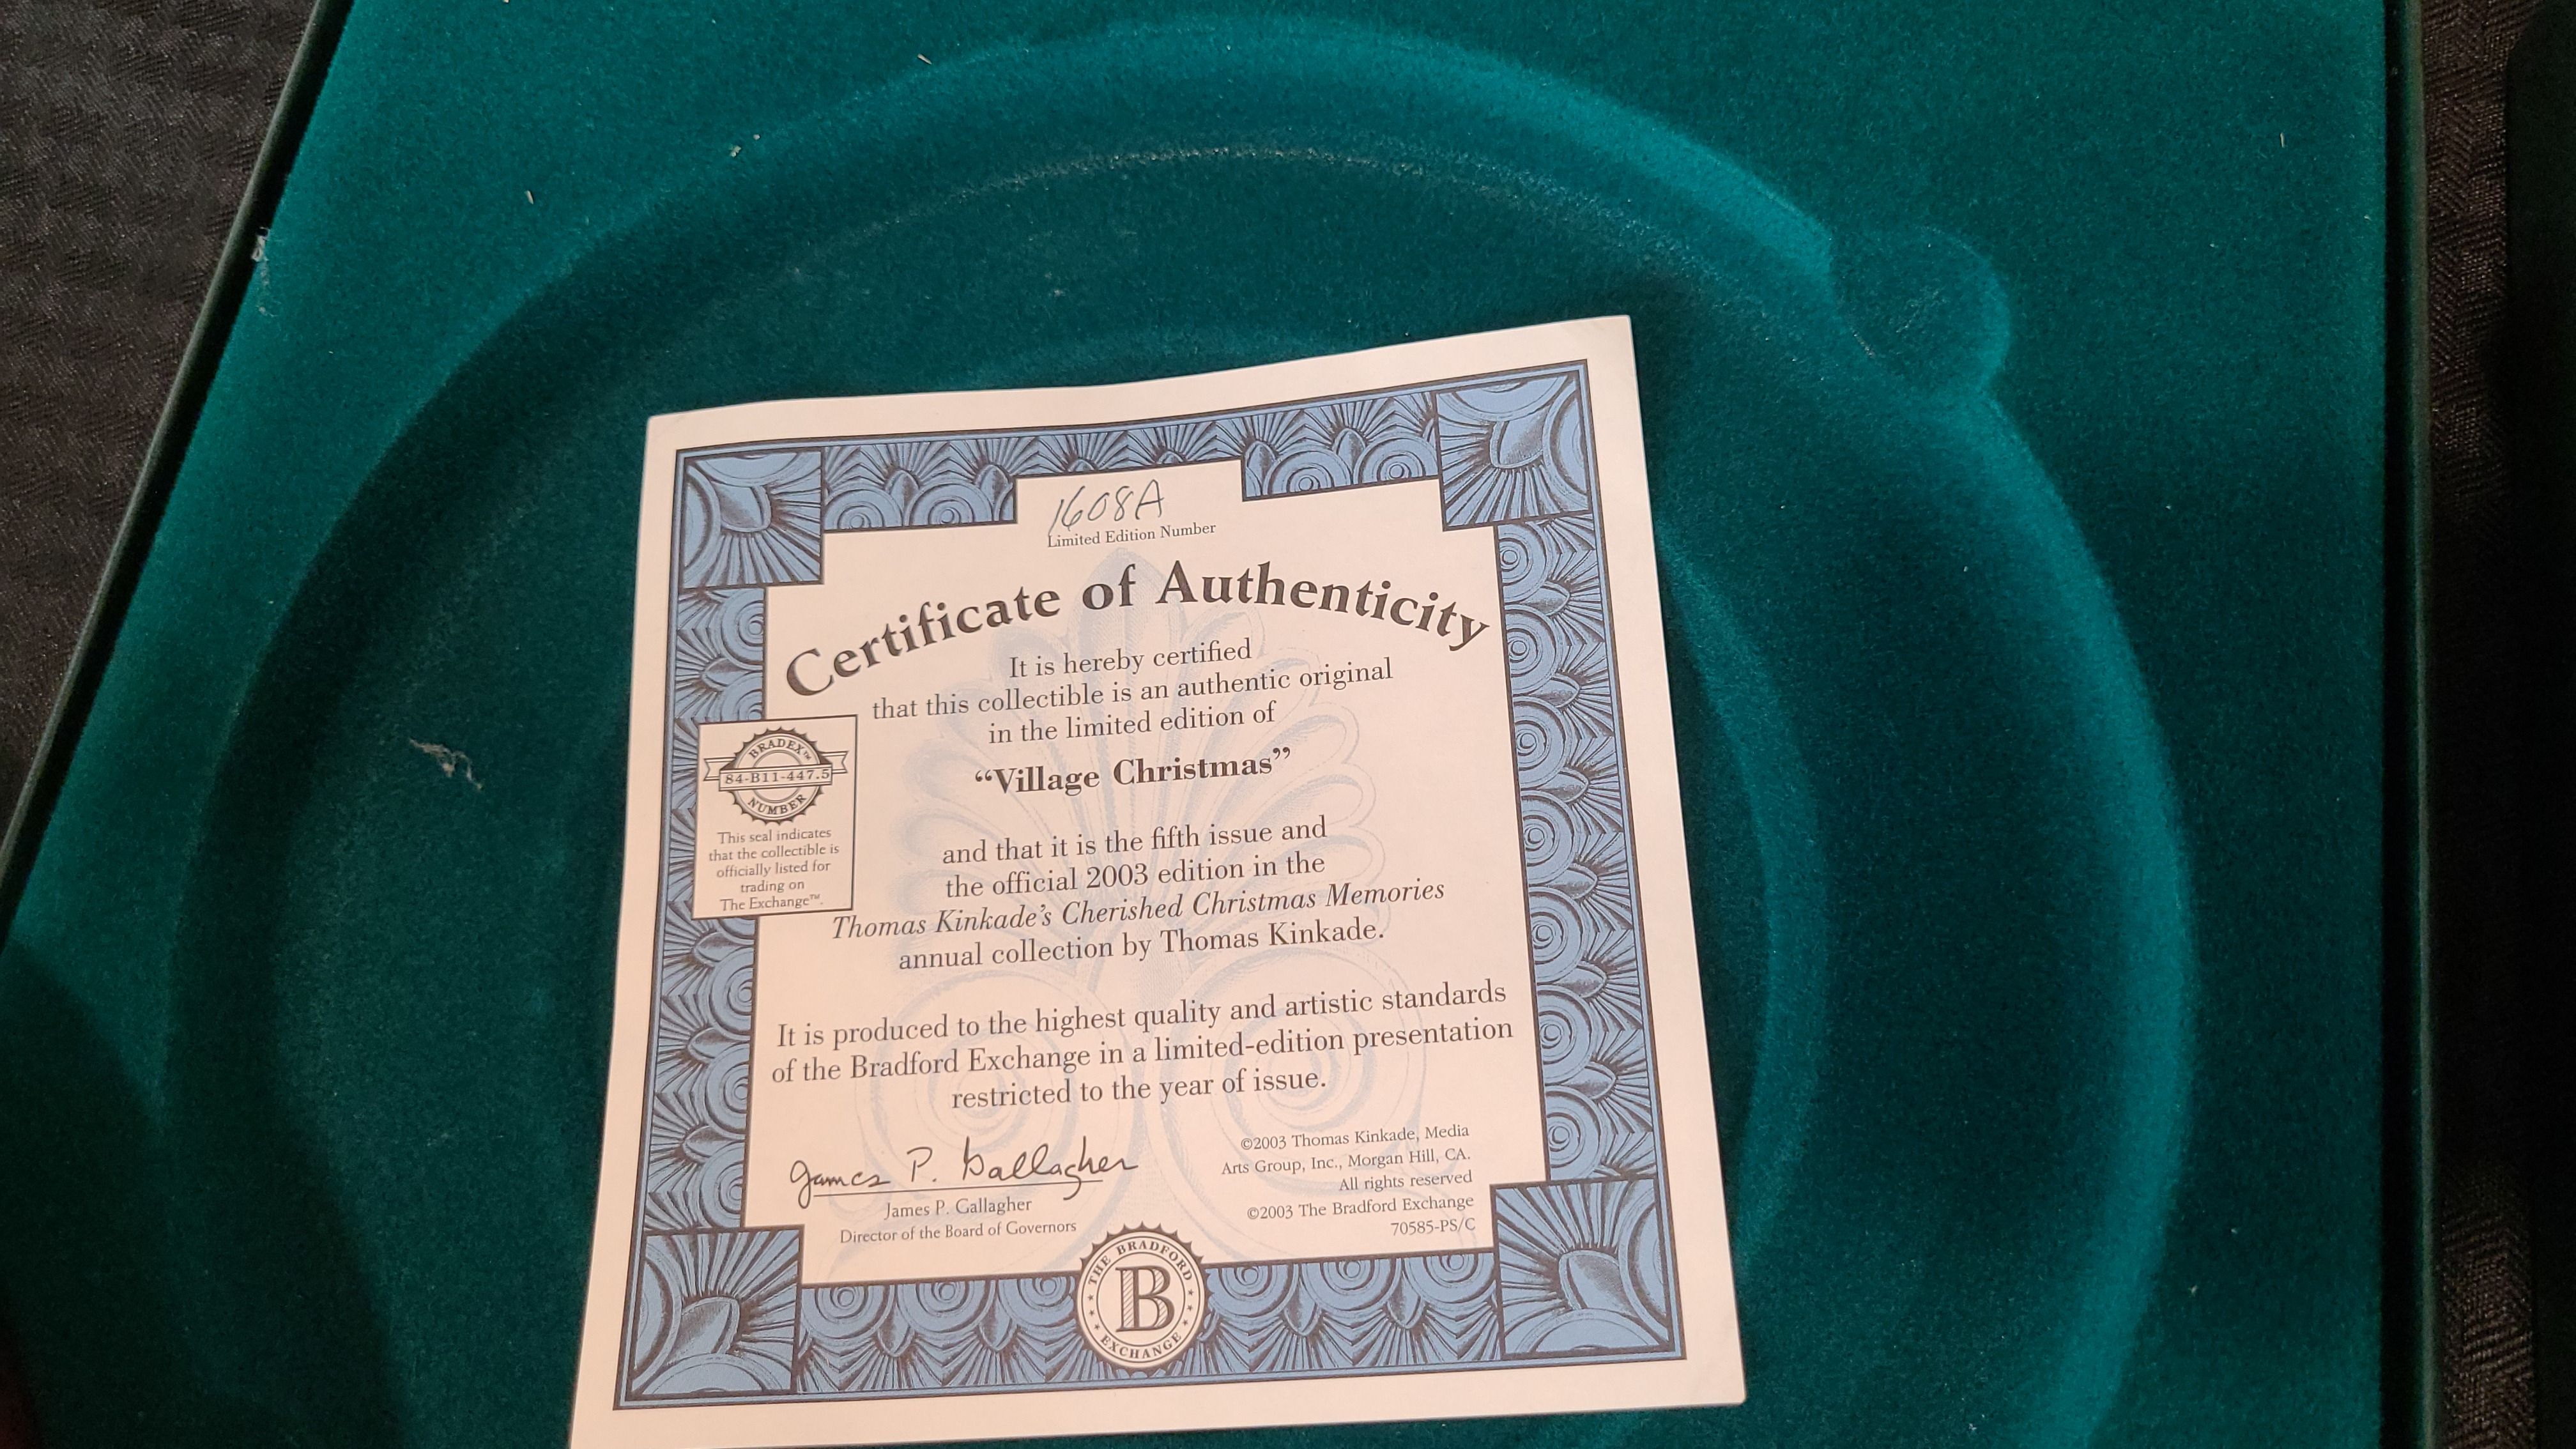 1608A
Limited Edition Number
Certificate of Authenticity
It is hereby certified
that this collectible is an authentic original
in the limited edition of
"Village Christmas"
BRADEX™
84-B11-447.5
NUMBER
This seal indicates
that the collectible is
officially listed for
trading on
The Exchange™.
and that it is the fifth issue and
the official 2003 edition in the
Thomas Kinkade's Cherished Christmas Memories
annual collection by Thomas Kinkade.
It is produced to the highest quality and artistic standards
of the Bradford Exchange in a limited-edition presentation
restricted to the year of issue.
James P. Gallagher
James P. Gallagher
Director of the Board of Governors
©2003 Thomas Kinkade, Media
Arts Group, Inc., Morgan Hill, CA.
All rights reserved
©2003 The Bradford Exchange
70585-PS/C
THE BRADFORD
B
EXCHANGE